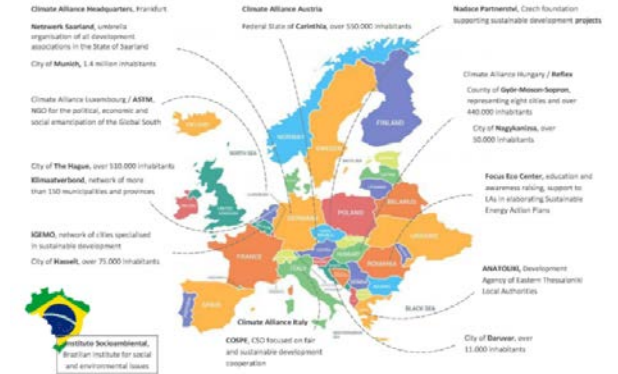 Climate Alliance Headquarters, Frankfurt
Netzwerk Saarland, umbrella
organisation of all development
associations in the State of Saarland
City of Munich, 1.4 million inhabitants
Climate Alliance Luxembourg / ASTM,
NGO for the political, economic and
social emancipation of the Global South
City of The Hague, over 510.000 inhabitants
Klimaatverbond, network of more
than 150 municipalities and provinces
IGEMO, network of cities specialised
in sustainable development
City of Hasselt, over 75.000 inhabitants
Instituto Socioambiental,
Brazilian Institute for social
and environmental issues
Climate Alliance Austria
Federal State of Carinthia, over 550.000 inhabitants
Nadace Partnerství, Czech foundation
supporting sustainable development projects
Climate Alliance Hungary / Reflex
County of Győr-Moson-Sopron,
representing eight cities and over
440.000 inhabitants
City of Nagykanizsa, over
50.000 inhabitants
Focus Eco Center, education and
awareness raising, support to
LAs in elaborating Sustainable
Energy Action Plans
ANATOLIKI, Development
Agency of Eastern Thessaloniki
Local Authorities
City of Daruvar, over
11.000 inhabitants
Climate Alliance Italy
COSPE, CSO focused on fair
and sustainable development
cooperation
ICELAND
NORWAY
SWEDEN
FINLAND
NORTH SEA
IRELAND
UNITED
KINGDOM
GERMANY
POLAND
BELARUS
UKRAINE
FRANCE
ROMANIA
HUNGARY
ITALY
SPAIN
BLACK SEA